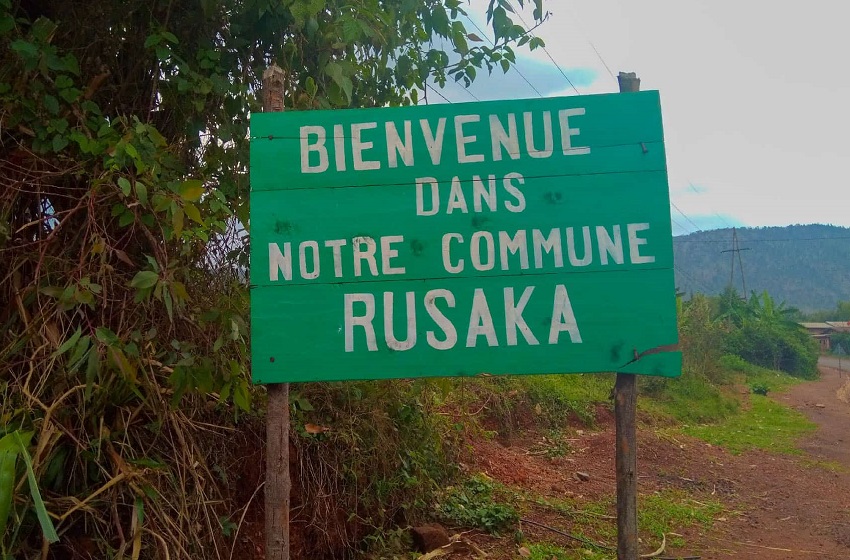 BIENVENUE
DANS
NOTRE COMMUNE
RUSAKA